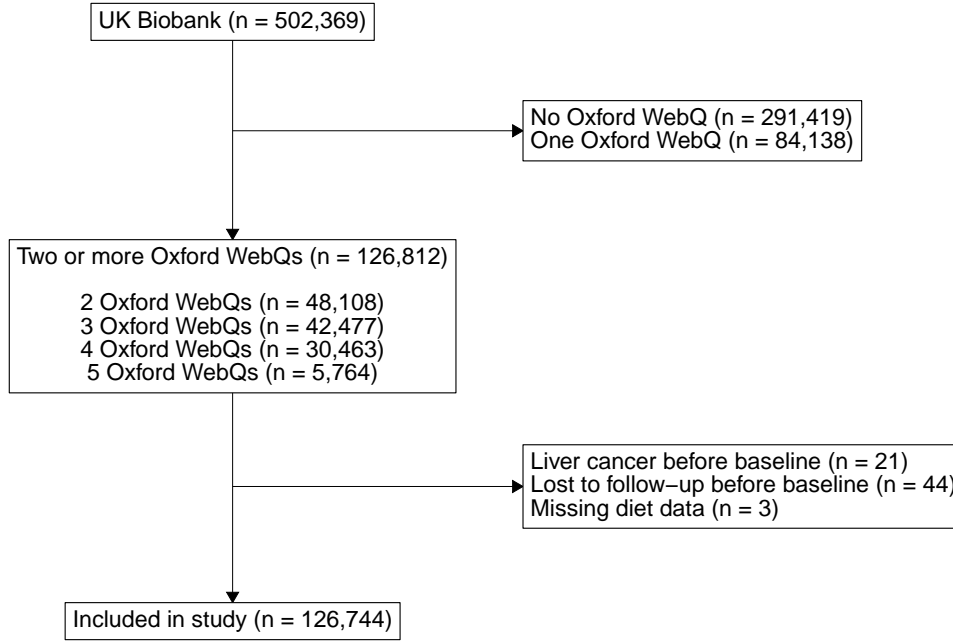 UK Biobank (n = 502,369)
No Oxford WebQ (n = 291,419)
One Oxford WebQ (n = 84,138)
Two or more Oxford WebQs (n = 126,812)
2 Oxford WebQs (n = 48,108)
3 Oxford WebQs (n = 42,477)
4 Oxford WebQs (n = 30,463)
5 Oxford WebQs (n = 5,764)
Liver cancer before baseline (n = 21)
Lost to follow−up before baseline (n = 44)
Missing diet data (n = 3)
Included in study (n = 126,744)